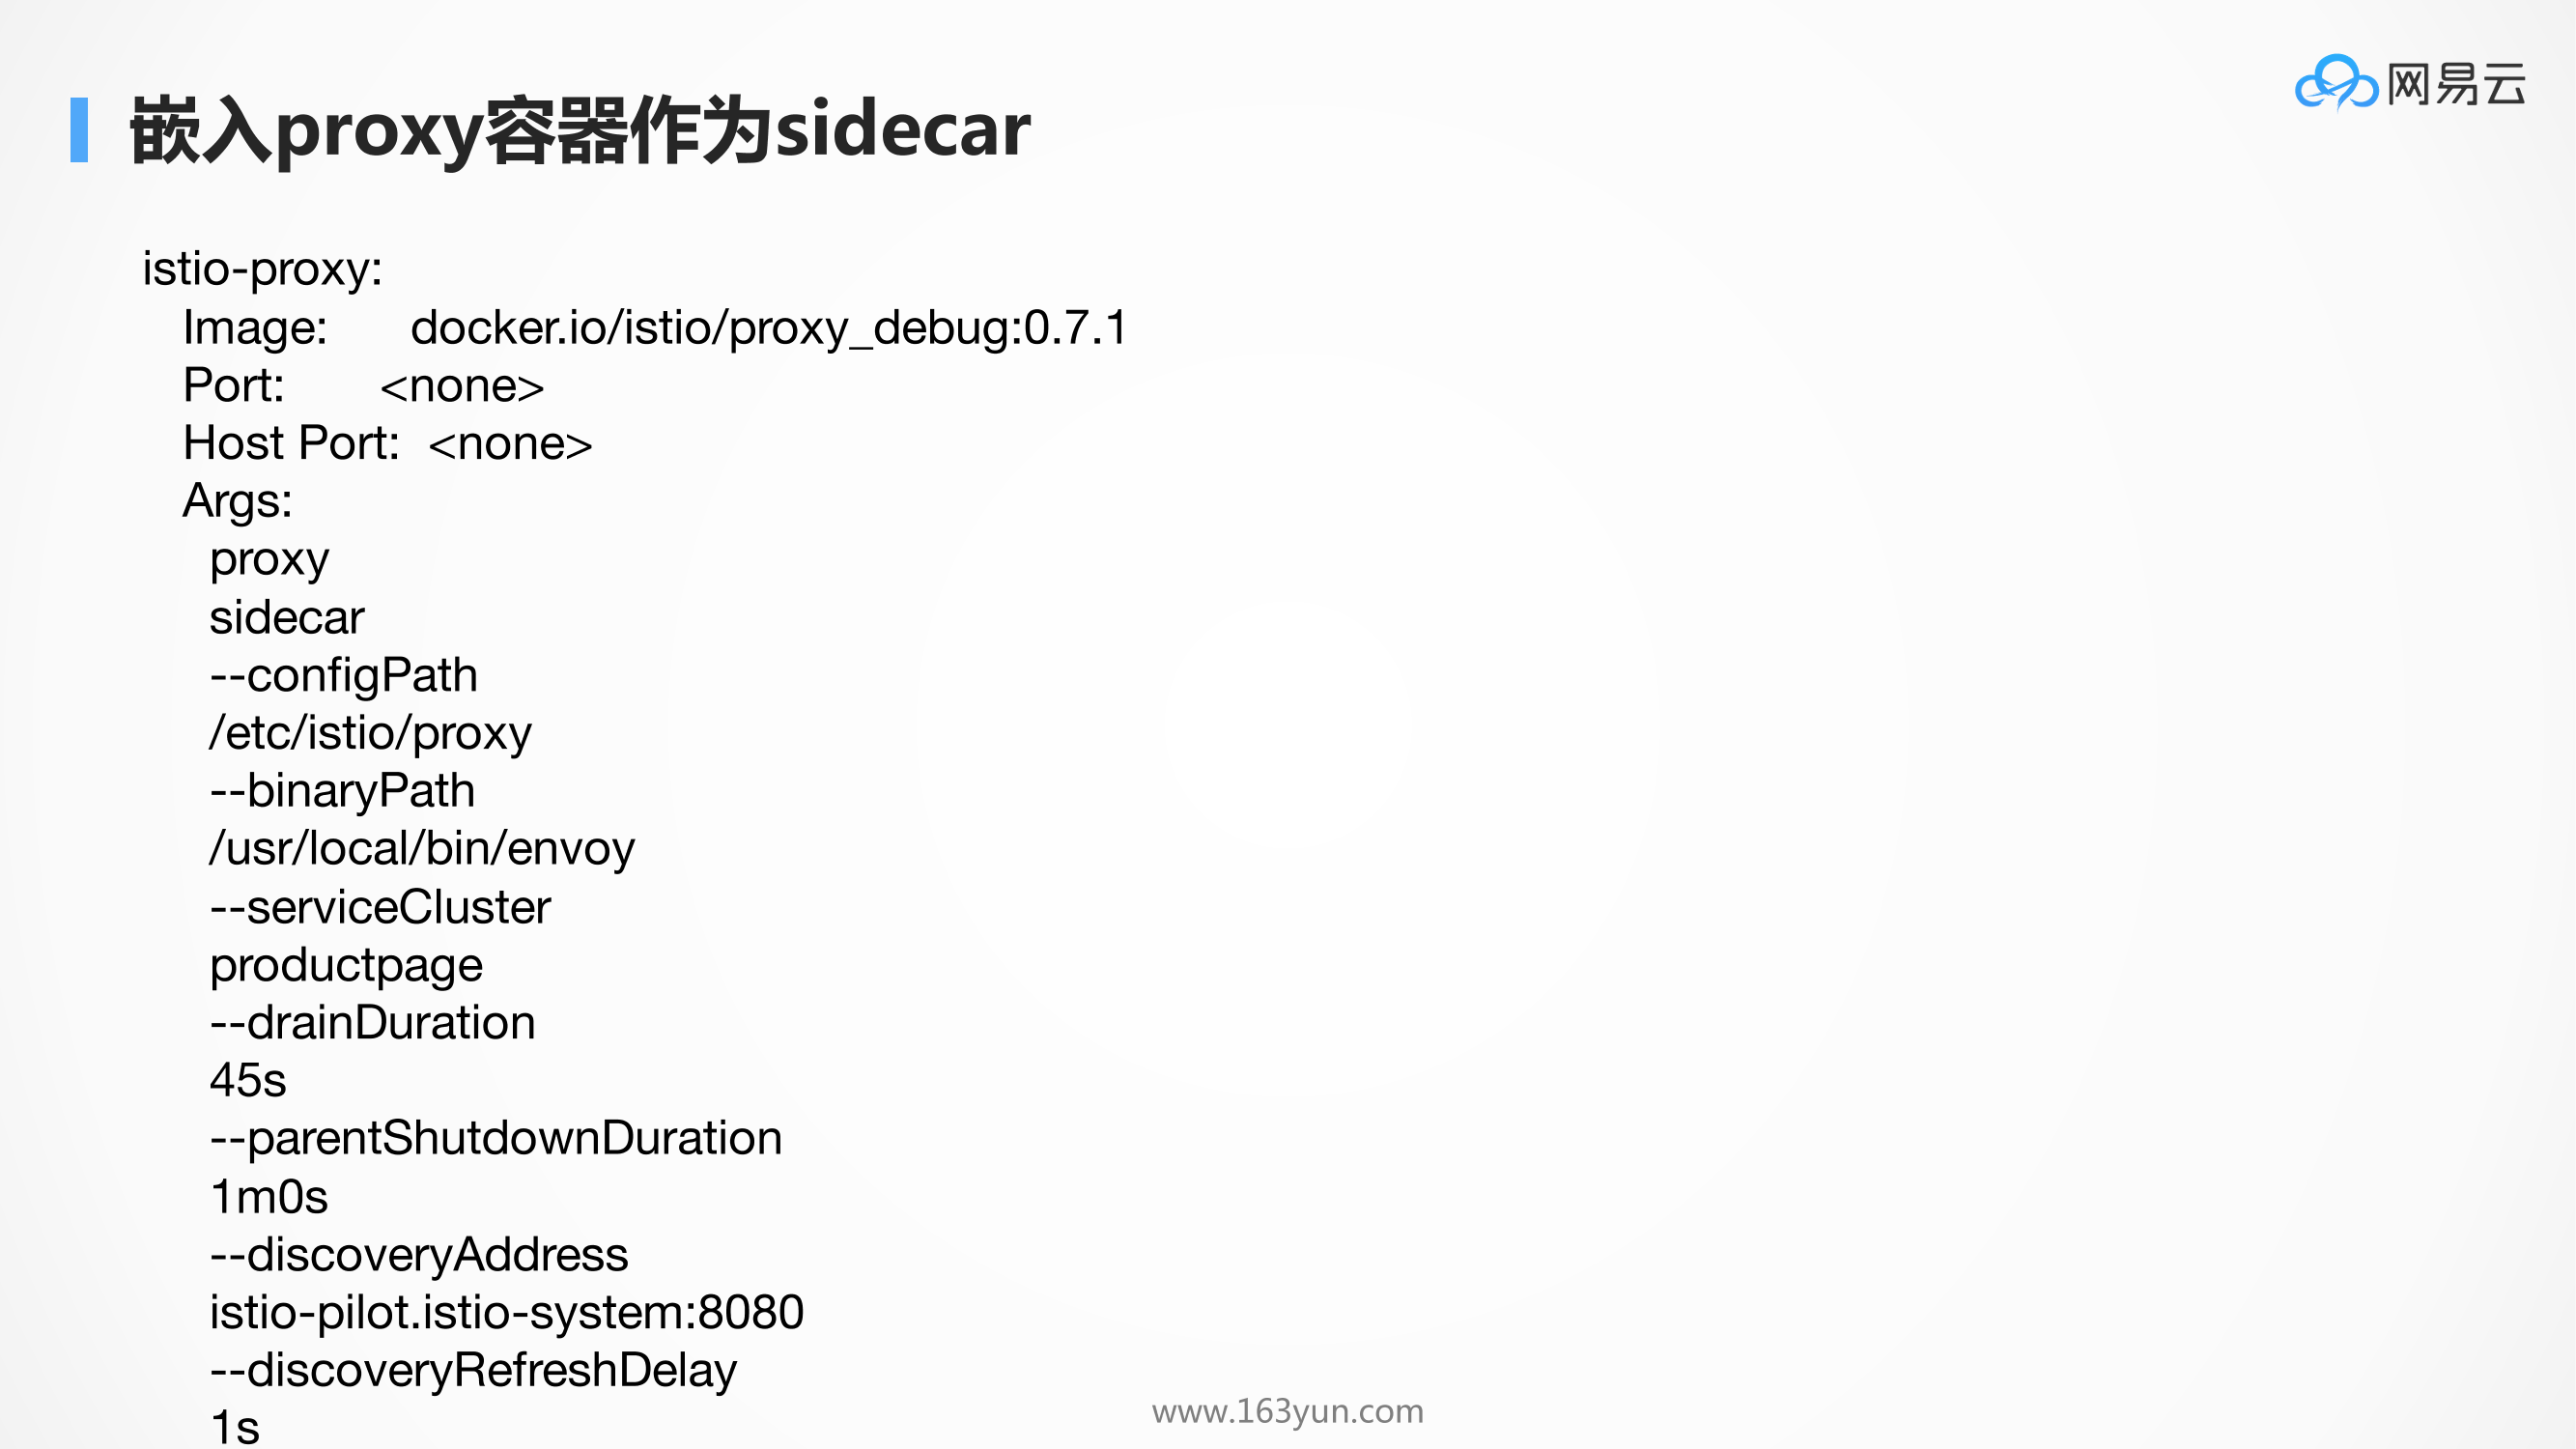 嵌入proxy容器作为sidecar
网易云
istio-proxy:
Image: docker.io/istio/proxy_debug:0.7.1
Port: <none>
Host Port: <none>
Args:
proxy
sidecar
--configPath
/etc/istio/proxy
--binaryPath
/usr/local/bin/envoy
--serviceCluster
productpage
--drainDuration
45s
--parentShutdownDuration
1m0s
--discoveryAddress
istio-pilot.istio-system:8080
--discoveryRefreshDelay
1s
www.163yun.com